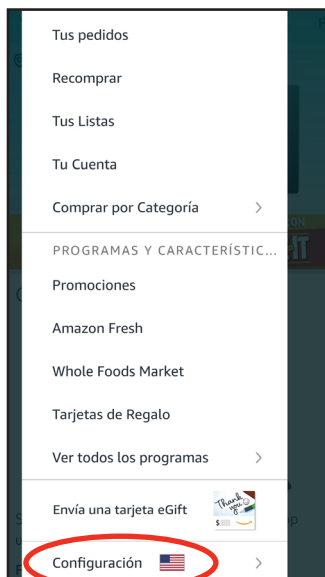 Tus pedidos
Recomprar
Tus Listas
Tu Cuenta
Comprar por Categoría
PROGRAMAS Y CARACTERÍSTIC...
Promociones
Amazon Fresh
Whole Foods Market
Tarjetas de Regalo
Ver todos los programas
Envía una tarjeta eGift
Thank you
$
Configuración